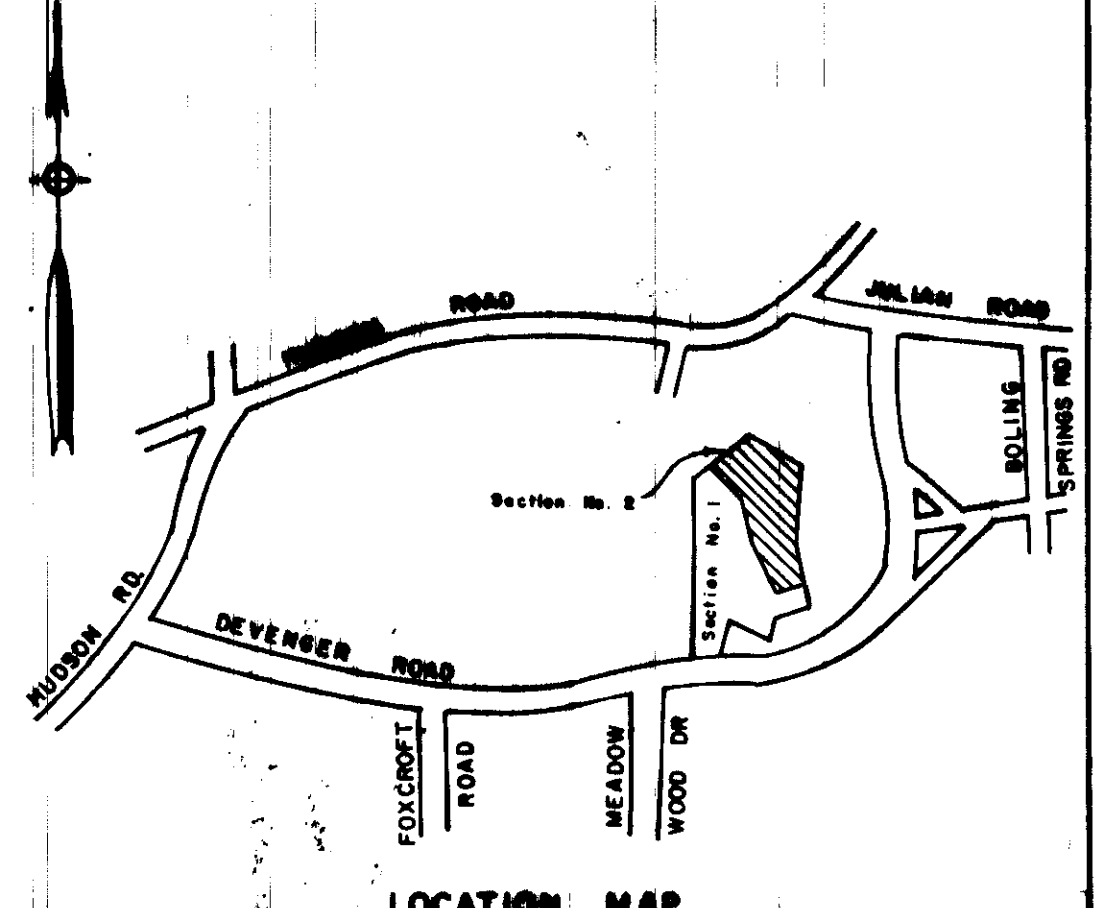 ROAD
JULIAN ROAD
BOLING
SPRINGS RD
Section No. 2
Section No. 1
HUDSON RD.
DEVENGER ROAD
FOXCROFT
ROAD
MEADOW
WOOD DR
LOCATION MAP